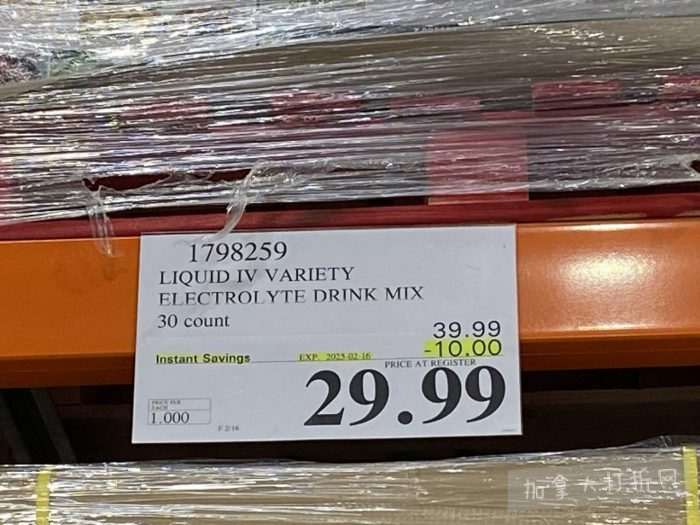 1798259
LIQUID IV VARIETY
ELECTROLYTE DRINK MIX
30 count
39.99
Instant Savings EXP. 2025-02-16 -10.00
PRICE AT REGISTER
29.99
PRICE PER
EACH
1.000
F 2/16
加拿大打折网